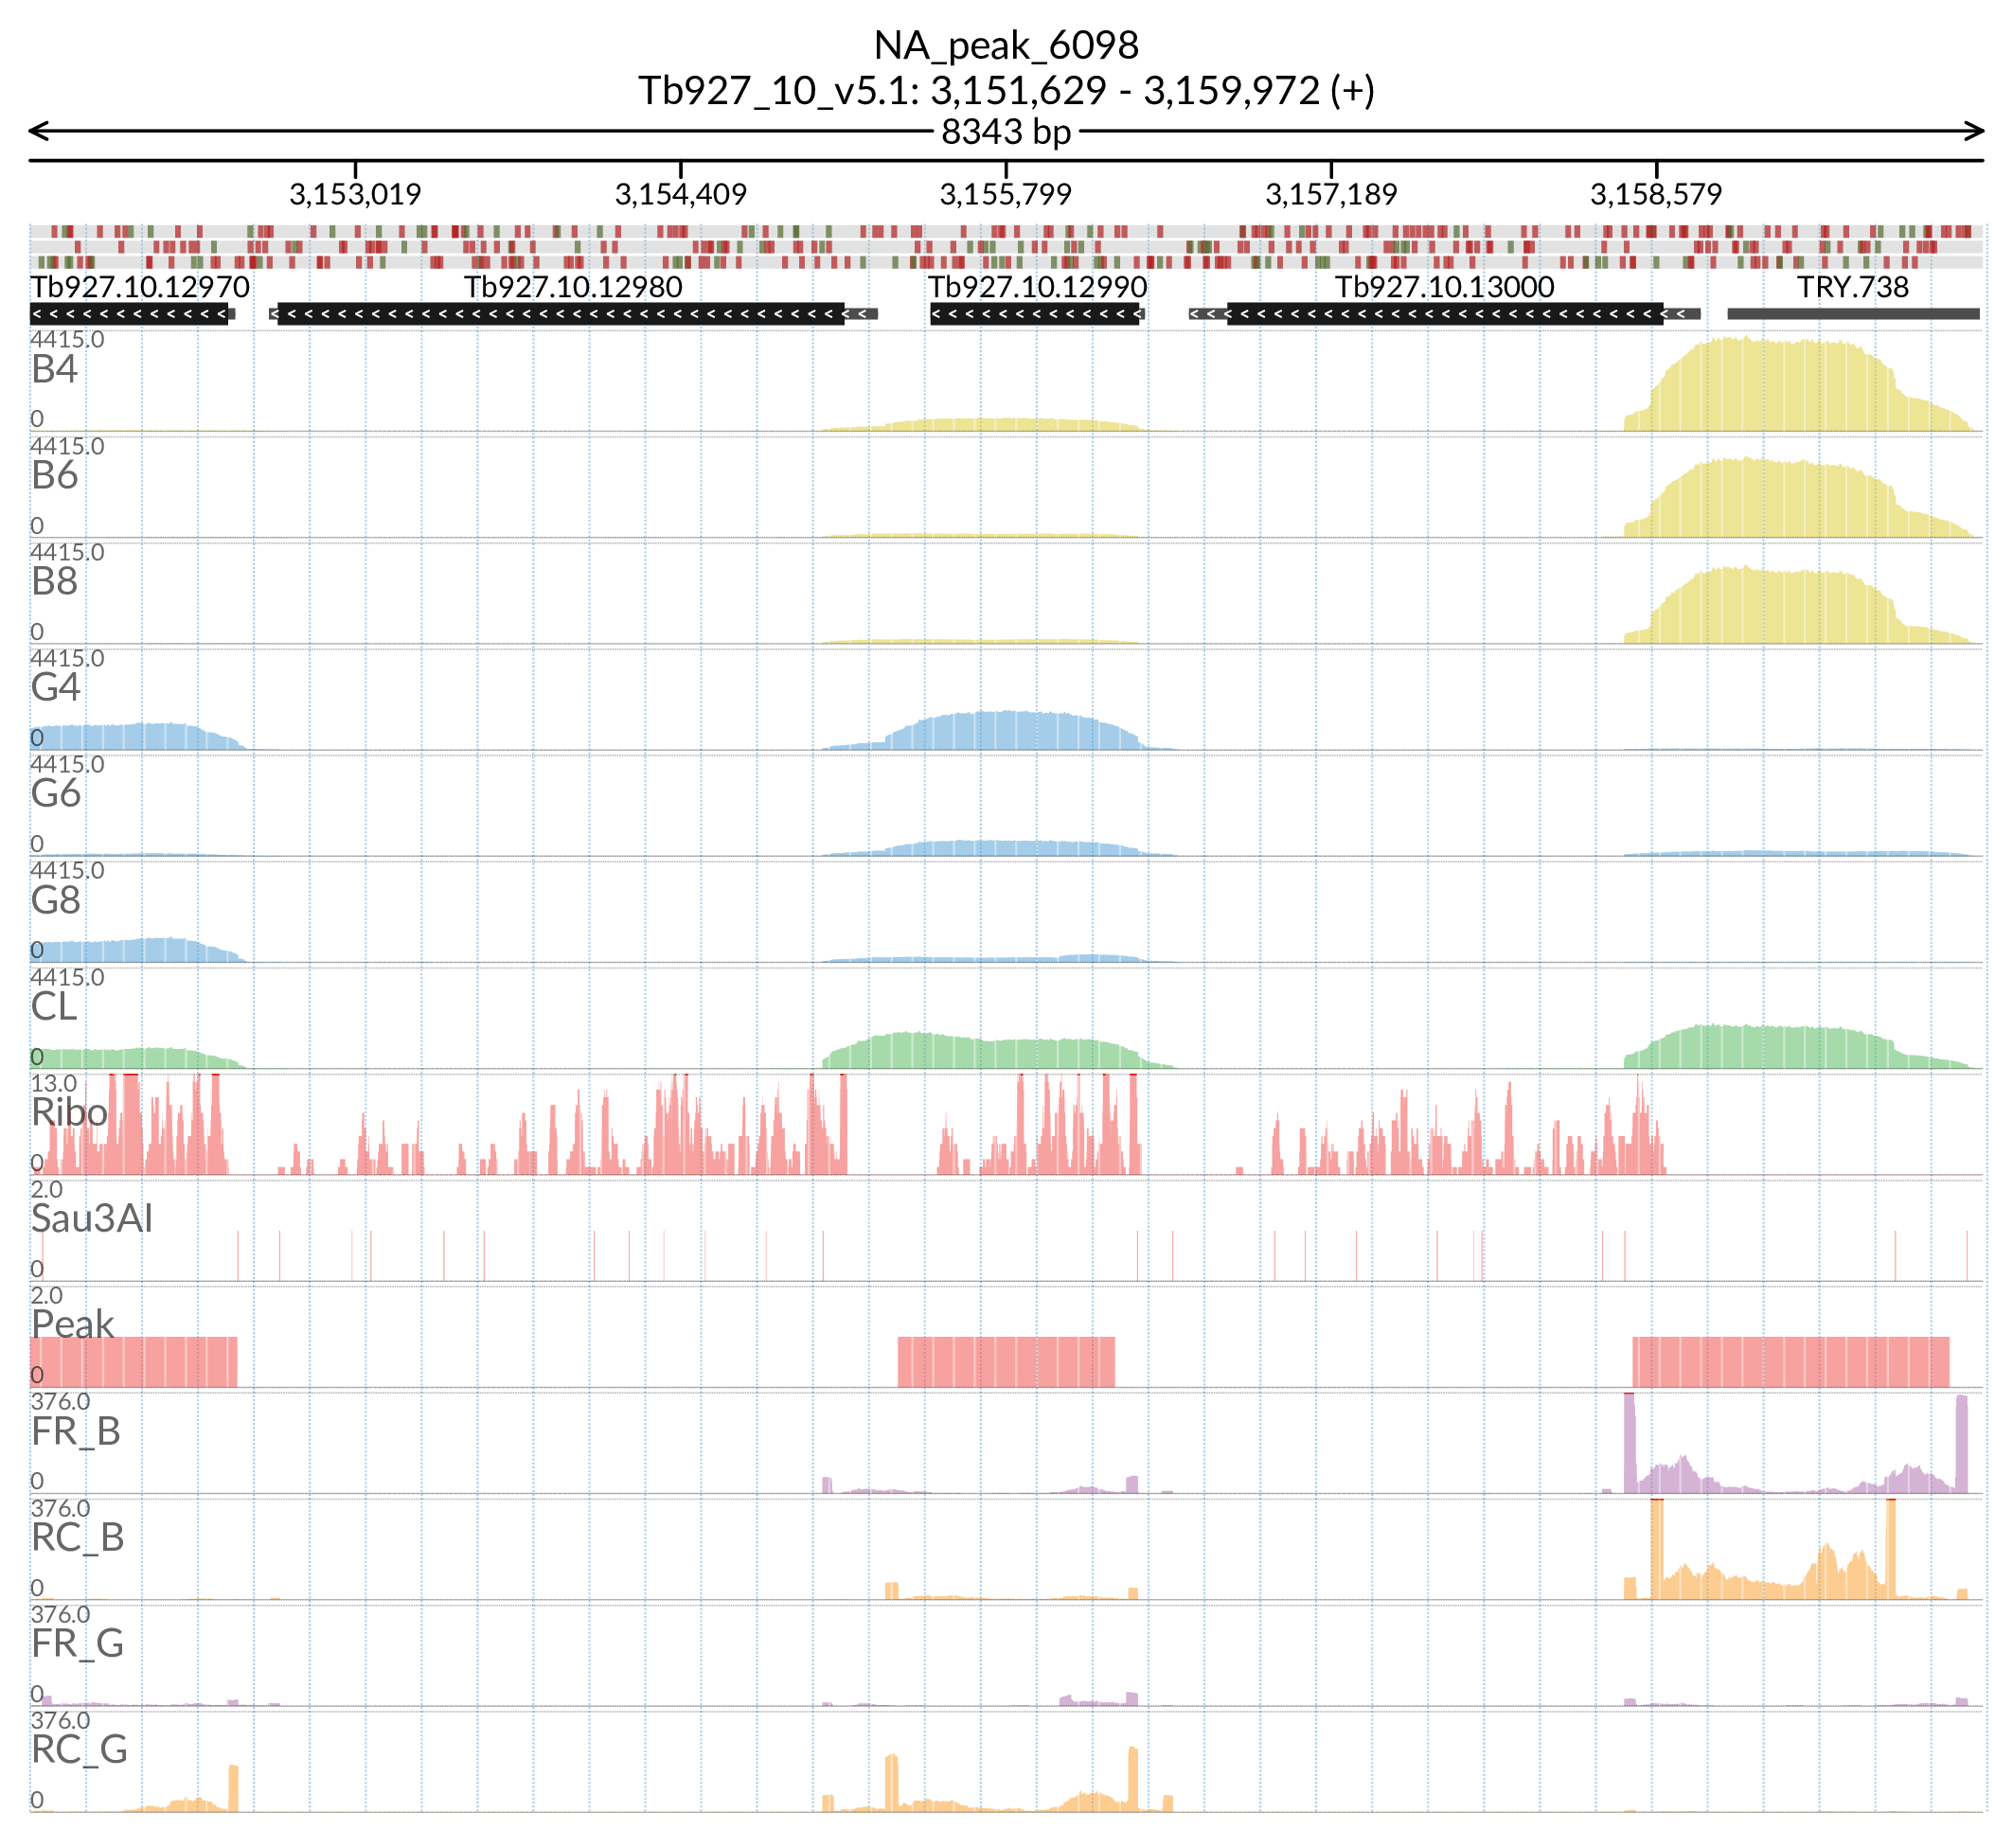 NA_peak_6098
Tb927_10_v5.1: 3,151,629 - 3,159,972 (+)
8343 bp
3,153,019 3,154,409 3,155,799 3,157,189 3,158,579
Tb927.10.12970 Tb927.10.12980 Tb927.10.12990 Tb927.10.13000 TRY.738
4415.0
B4
0
4415.0
B6
0
4415.0
B8
0
4415.0
G4
0
4415.0
G6
0
4415.0
G8
0
4415.0
CL
0
13.0
Ribo
0
2.0
Sau3AI
0
2.0
Peak
0
376.0
FR_B
0
376.0
RC_B
0
376.0
FR_G
0
376.0
RC_G
0